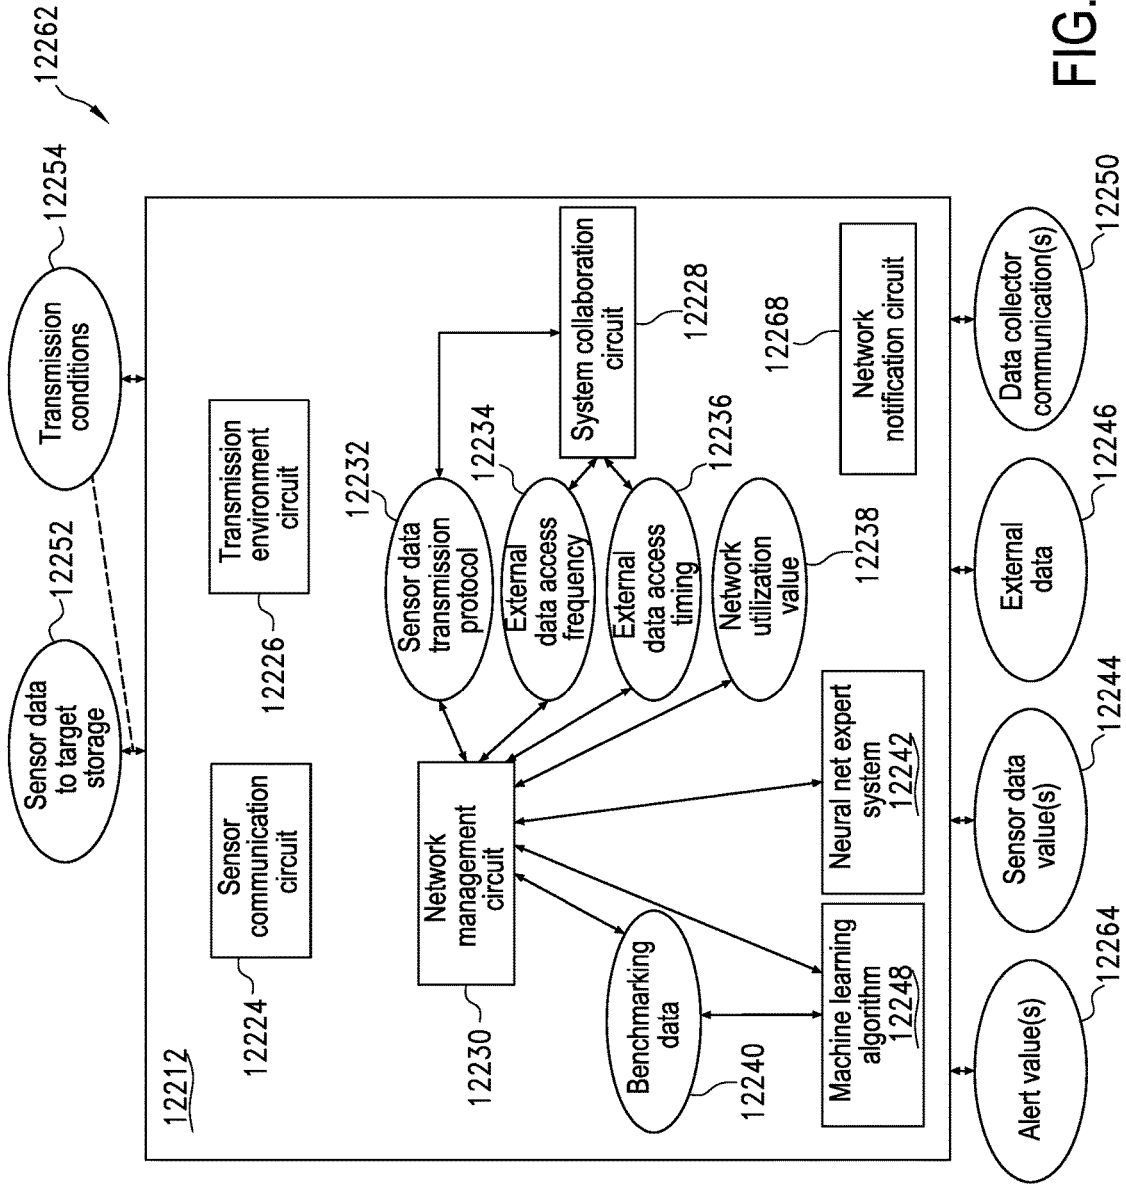 12262
12252
12254
Sensor data
to target
storage
Transmission
conditions
12212
12224
Sensor
communication
circuit
12226
Transmission
environment
circuit
12230
Network
management
circuit
12232
Sensor data
transmission
protocol
12234
External
data access
frequency
12236
External
data access
timing
12238
Network
utilization
value
System collaboration
circuit
12228
12240
Benchmarking
data
12268
Machine learning
algorithm
12248
Neural net expert
system
12242
Network
notification circuit
Alert value(s)
12264
Sensor data
value(s)
12244
External
data
12246
Data collector
communication(s)
12250
FIG.